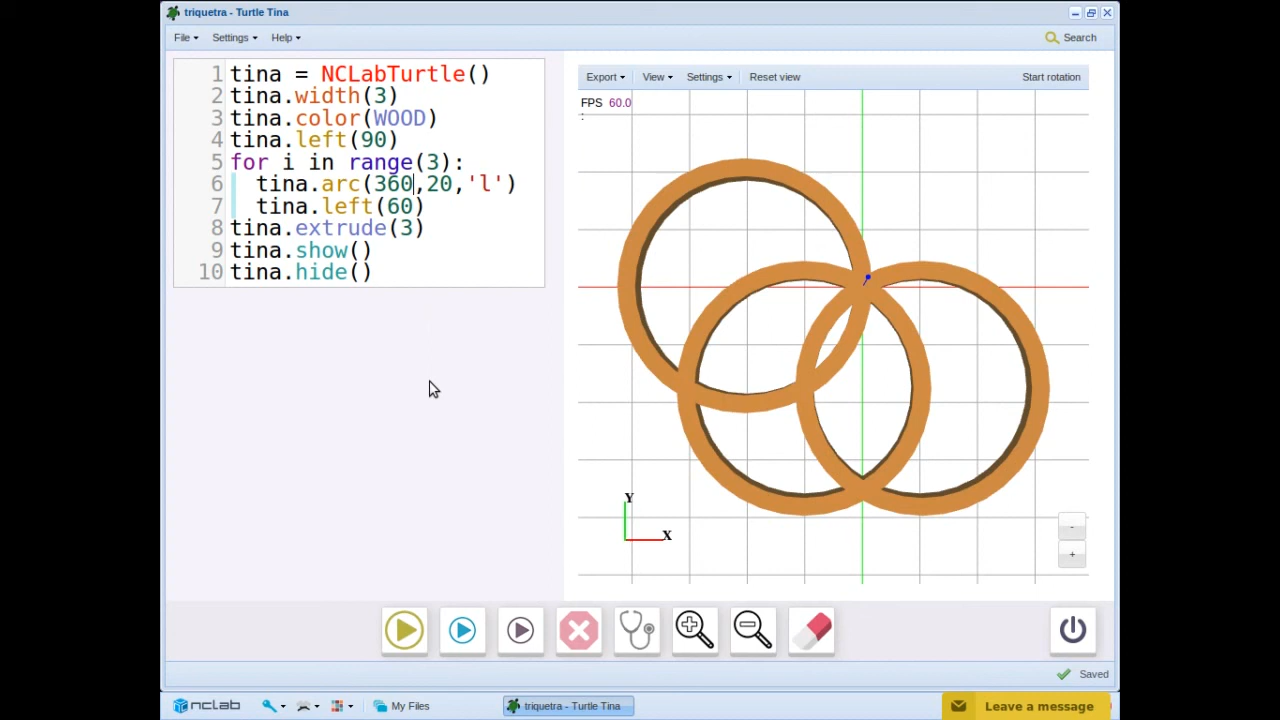 triquetra - Turtle Tina
File Settings Help Search
1 tina = NCLabTurtle()
2 tina.width(3)
3 tina.color(WOOD)
4 tina.left(90)
5 for i in range(3):
6 tina.arc(360,20,'l')
7 tina.left(60)
8 tina.extrude(3)
9 tina.show()
10 tina.hide()
Export View Settings Reset view Start rotation
FPS 60.0
:
Y
X
-
+
Saved
nclab My Files triquetra - Turtle Tina Leave a message